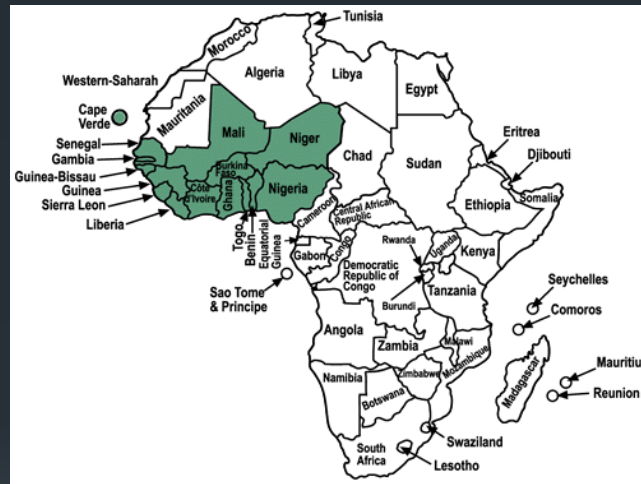 Tunisia
Morocco
Algeria
Libya
Egypt
Western-Saharah
Mauritania
Cape
Verde
Mali
Niger
Chad
Sudan
Eritrea
Djibouti
Senegal
Gambia
Guinea-Bissau
Guinea
Sierra Leon
Liberia
Burkina
Faso
Côte
d'Ivoire
Ghana
Togo
Benin
Nigeria
Cameroon
Central African
Republic
Ethiopia
Somalia
Equatorial
Guinea
Gabon
Congo
Democratic
Republic of
Congo
Rwanda
Uganda
Kenya
Burundi
Tanzania
Sao Tome
& Principe
Seychelles
Comoros
Angola
Zambia
Malawi
Mozambique
Zimbabwe
Namibia
Botswana
Madagascar
Mauritiu
Reunion
Swaziland
South
Africa
Lesotho